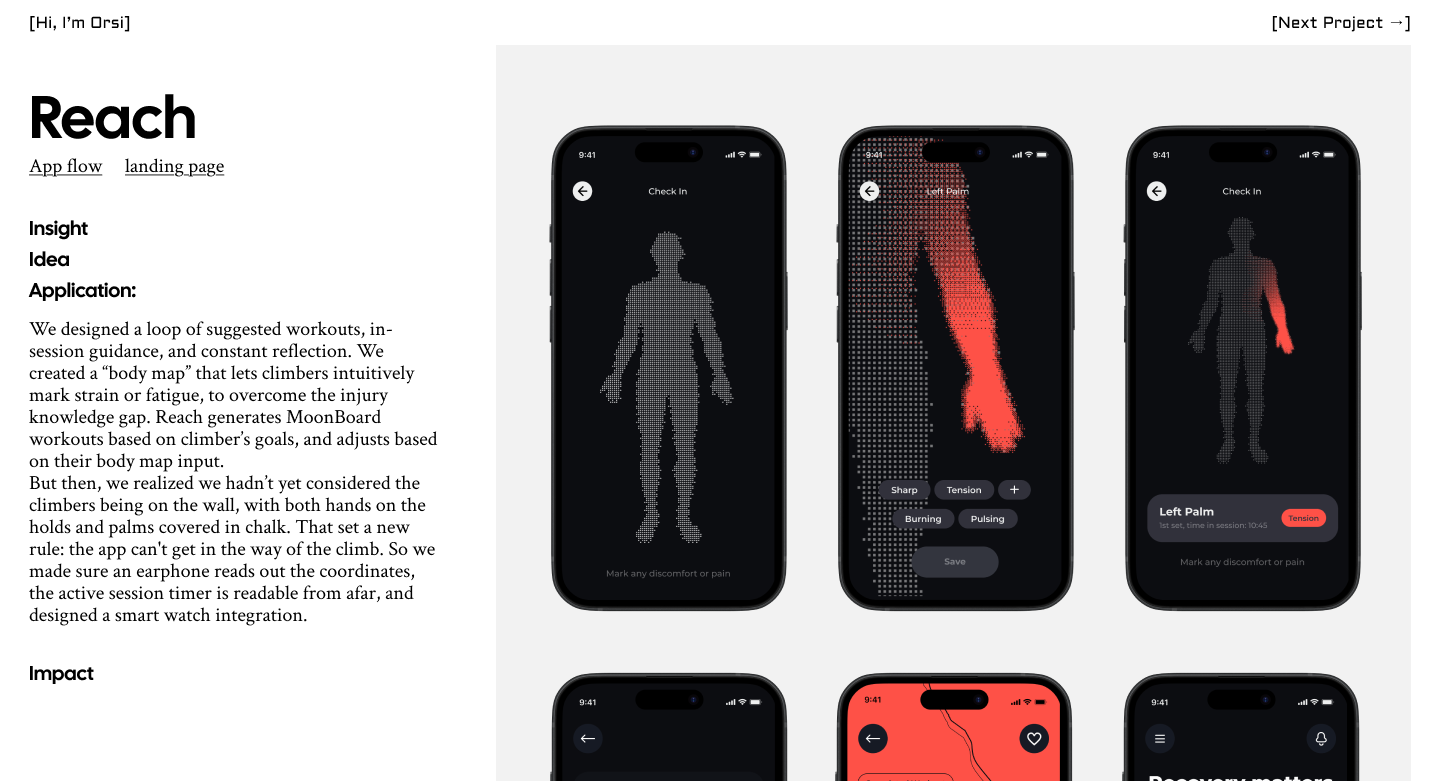 [Hi, I’m Orsi]
[Next Project →]
Reach
App flow landing page
Insight
Idea
Application:
We designed a loop of suggested workouts, in-
session guidance, and constant reflection. We
created a “body map” that lets climbers intuitively
mark strain or fatigue, to overcome the injury
knowledge gap. Reach generates MoonBoard
workouts based on climber’s goals, and adjusts based
on their body map input.
But then, we realized we hadn’t yet considered the
climbers being on the wall, with both hands on the
holds and palms covered in chalk. That set a new
rule: the app can't get in the way of the climb. So we
made sure an earphone reads out the coordinates,
the active session timer is readable from afar, and
designed a smart watch integration.
Impact
9:41
Check In
Mark any discomfort or pain
9:41
Left Palm
Sharp Tension +
Burning Pulsing
Save
9:41
Check In
Left Palm
1st set, time in session: 10:45
Tension
Mark any discomfort or pain
9:41
9:41
9:41
Recovery matters